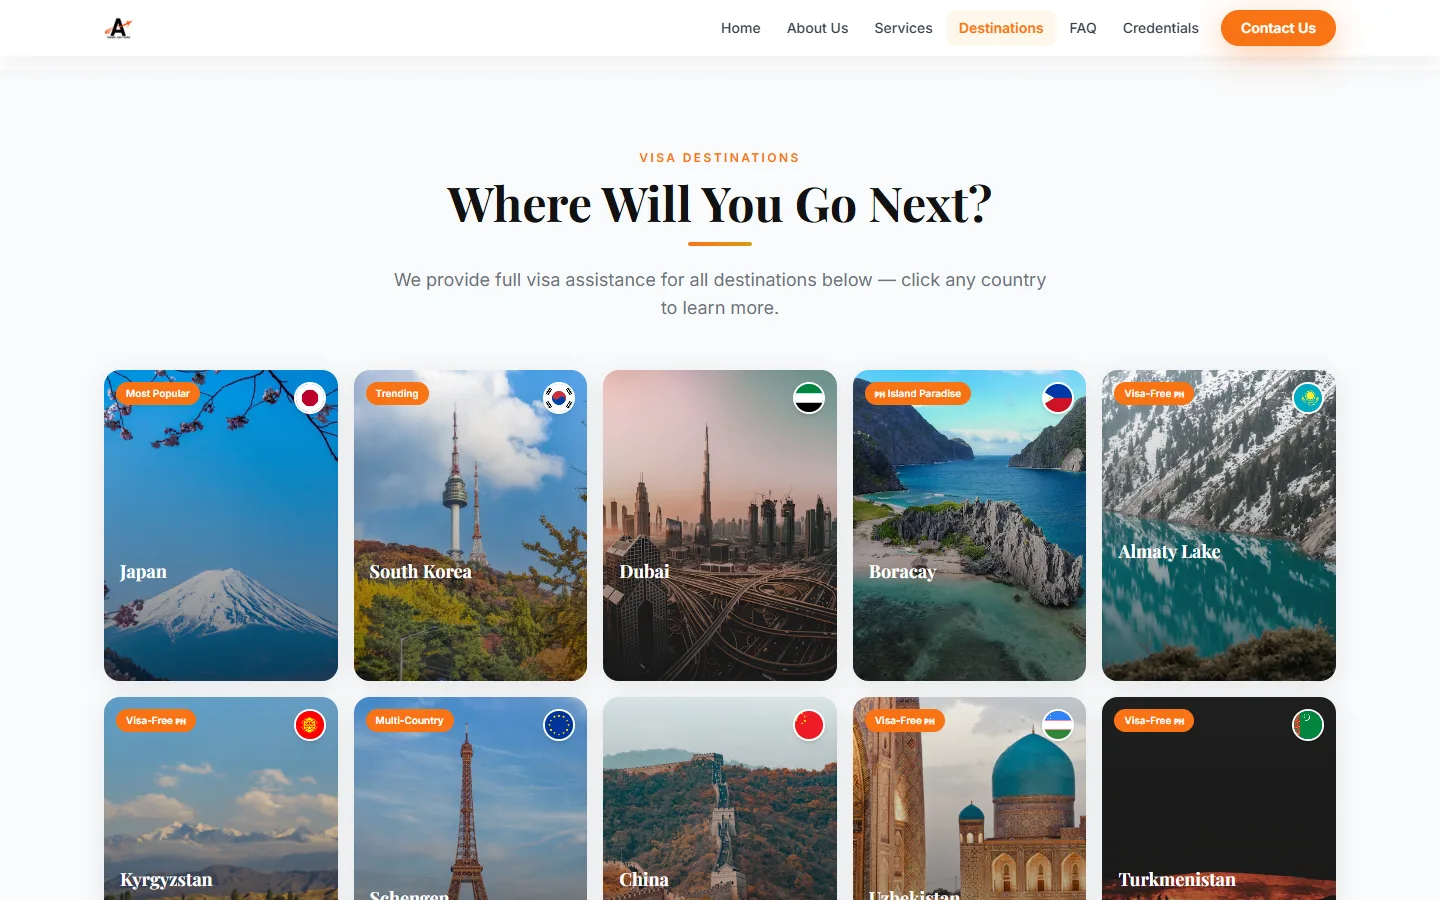 Home
About Us
Services
Destinations
FAQ
Credentials
Contact Us
VISA DESTINATIONS
Where Will You Go Next?
We provide full visa assistance for all destinations below — click any country
to learn more.
Most Popular
Trending
PH Island Paradise
Visa-Free PH
Japan
South Korea
Dubai
Boracay
Almaty Lake
Visa-Free PH
Multi-Country
Visa-Free PH
Visa-Free PH
Kyrgyzstan
Schengen
China
Uzbekistan
Turkmenistan